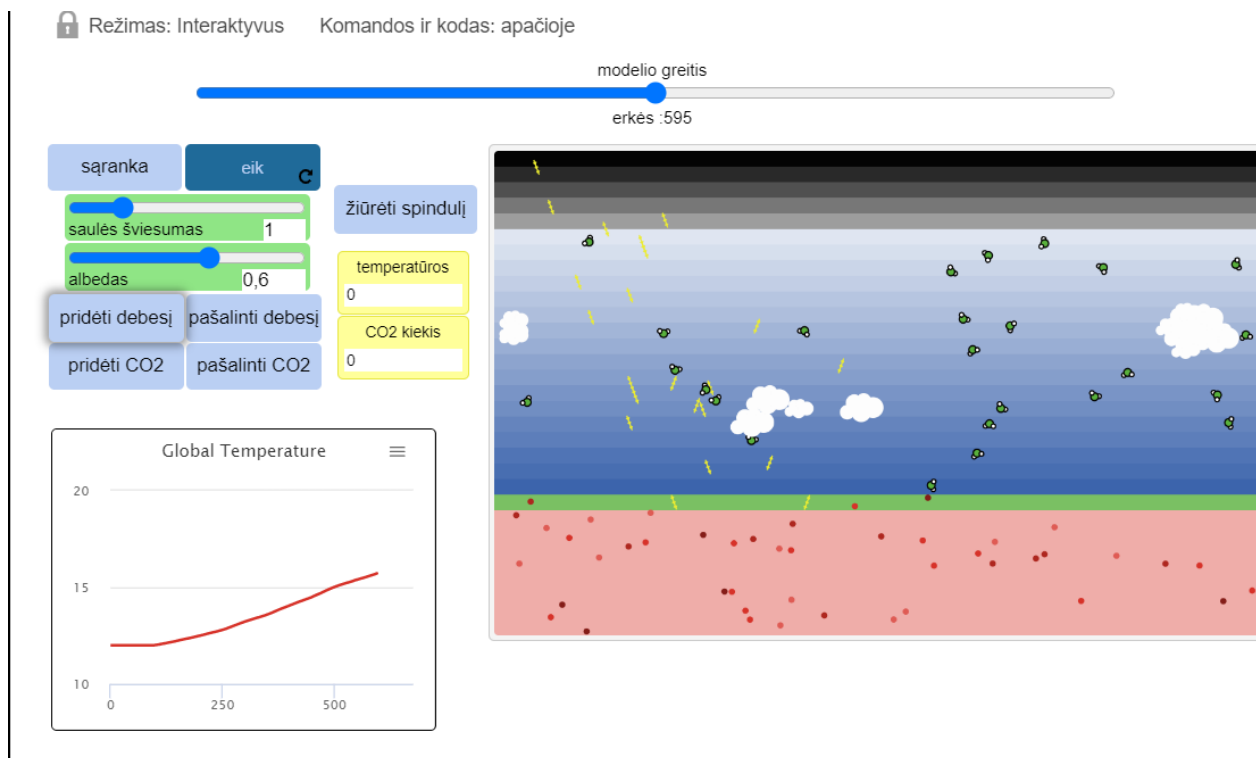 Režimas: Interaktyvus Komandos ir kodas: apačioje
modelio greitis
erkės :595
sąranka eik
saulės šviesumas 1
albedas 0,6
pridėti debesį pašalinti debesį
pridėti CO2 pašalinti CO2
žiūrėti spindulį
temperatūros
0
CO2 kiekis
0
Global Temperature
20
15
10
0 250 500